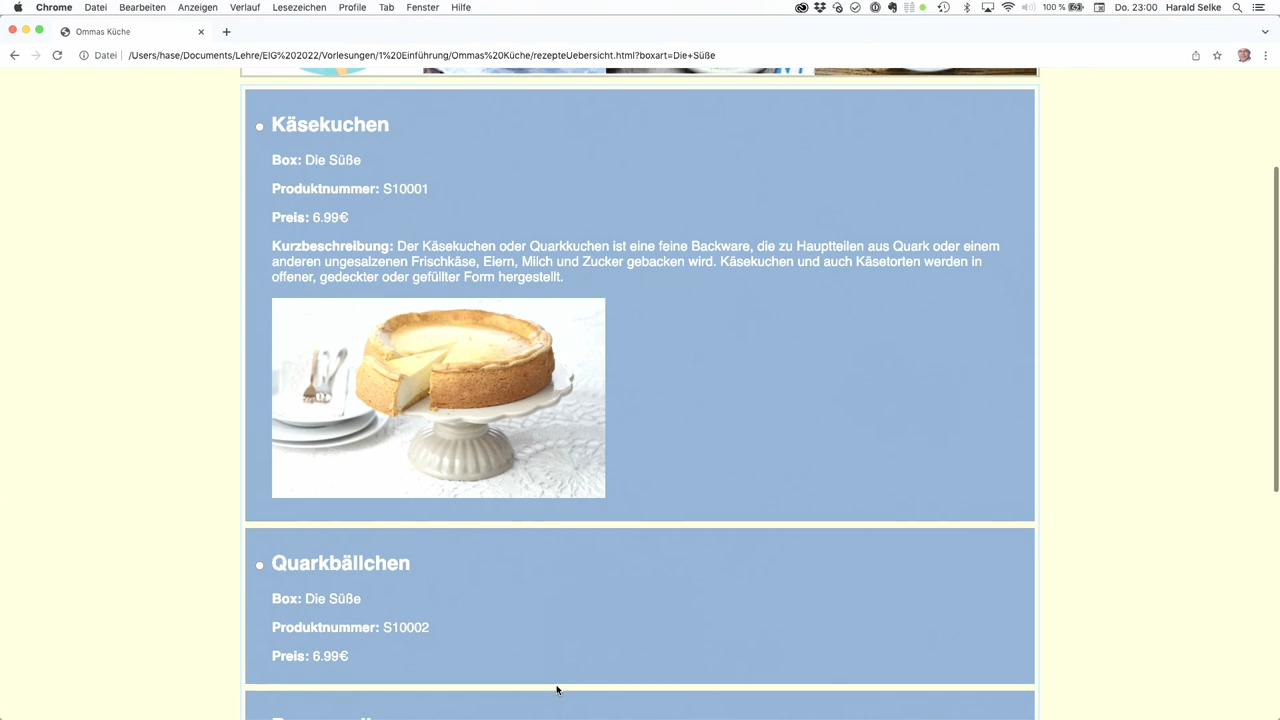 Chrome Datei Bearbeiten Anzeigen Verlauf Lesezeichen Profile Tab Fenster Hilfe 100 % Do. 23:00 Harald Selke
Ommas Küche
Datei /Users/hase/Documents/Lehre/EIG%202022/Vorlesungen/1%20Einführung/Ommas%20Küche/rezepteUebersicht.html?boxart=Die+Süße
Käsekuchen
Box: Die Süße
Produktnummer: S10001
Preis: 6.99€
Kurzbeschreibung: Der Käsekuchen oder Quarkkuchen ist eine feine Backware, die zu Hauptteilen aus Quark oder einem
anderen ungesalzenen Frischkäse, Eiern, Milch und Zucker gebacken wird. Käsekuchen und auch Käsetorten werden in
offener, gedeckter oder gefüllter Form hergestellt.
Quarkbällchen
Box: Die Süße
Produktnummer: S10002
Preis: 6.99€